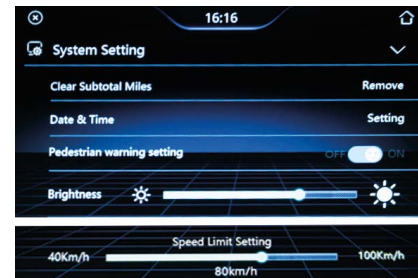 16:16
System Setting
Clear Subtotal Miles Remove
Date & Time Setting
Pedestrian warning setting OFF ON
Brightness
Speed Limit Setting
40Km/h 100Km/h
80km/h